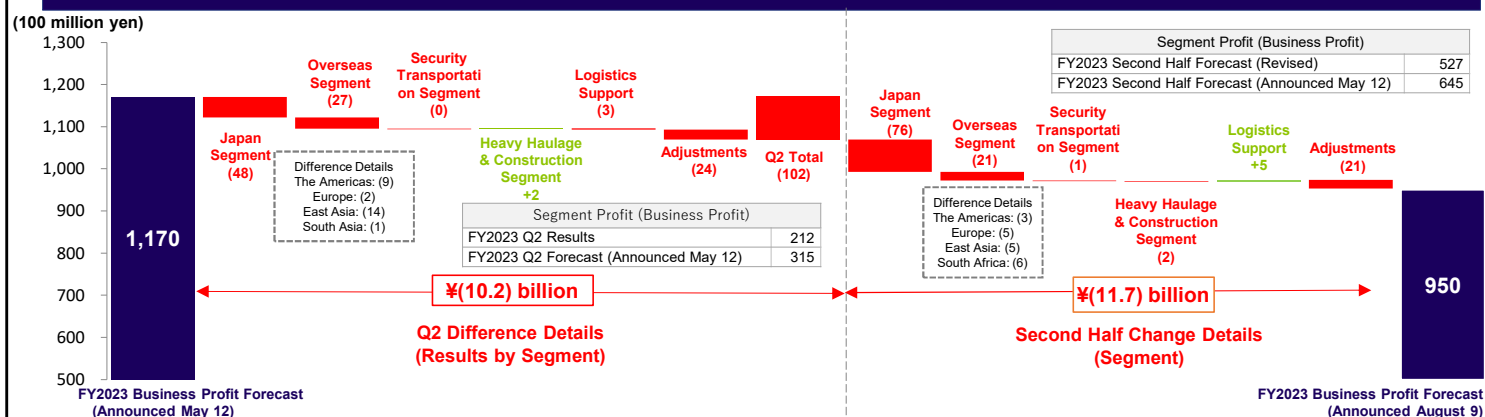 (100 million yen)
1,300
1,200
1,100
1,000
900
800
700
600
500
1,170
FY2023 Business Profit Forecast
(Announced May 12)
Japan
Segment
(48)
Overseas
Segment
(27)
Difference Details
The Americas: (9)
Europe: (2)
East Asia: (14)
South Asia: (1)
Security
Transportati
on Segment
(0)
Heavy Haulage
& Construction
Segment
+2
Logistics
Support
(3)
Adjustments
(24)
Q2 Total
(102)
Segment Profit (Business Profit)
FY2023 Q2 Results 212
FY2023 Q2 Forecast (Announced May 12) 315
¥(10.2) billion
Q2 Difference Details
(Results by Segment)
Segment Profit (Business Profit)
FY2023 Second Half Forecast (Revised) 527
FY2023 Second Half Forecast (Announced May 12) 645
Japan
Segment
(76)
Overseas
Segment
(21)
Difference Details
The Americas: (3)
Europe: (5)
East Asia: (5)
South Africa: (6)
Security
Transportati
on Segment
(1)
Heavy Haulage
& Construction
Segment
(2)
Logistics
Support
+5
Adjustments
(21)
¥(11.7) billion
Second Half Change Details
(Segment)
950
FY2023 Business Profit Forecast
(Announced August 9)